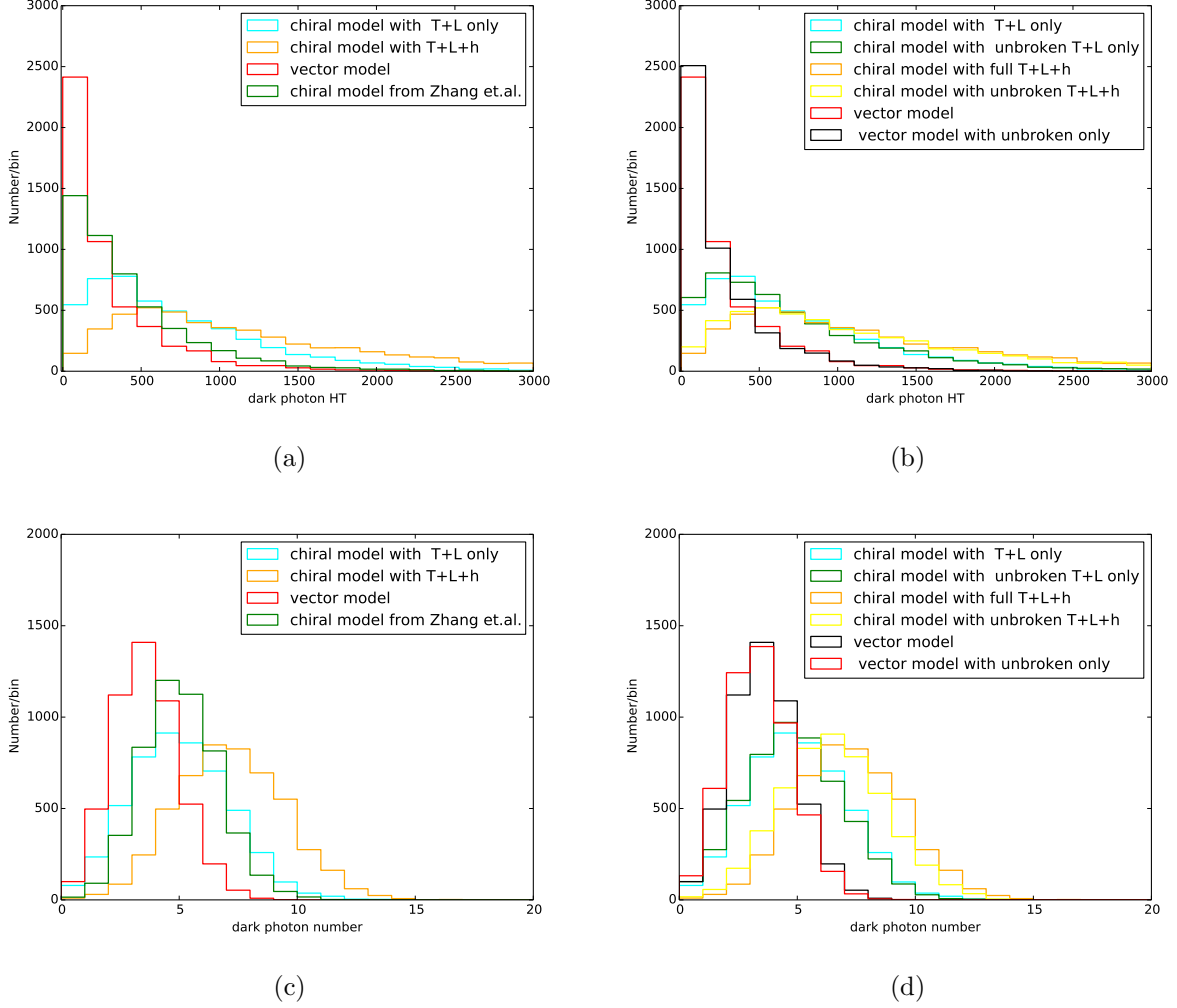 3000
2500
2000
1500
1000
500
0
Number/bin
0 500 1000 1500 2000 2500 3000
dark photon HT
chiral model with T+L only
chiral model with T+L+h
vector model
chiral model from Zhang et.al.
(a)
3000
2500
2000
1500
1000
500
0
Number/bin
0 500 1000 1500 2000 2500 3000
dark photon HT
chiral model with T+L only
chiral model with unbroken T+L only
chiral model with full T+L+h
chiral model with unbroken T+L+h
vector model
vector model with unbroken only
(b)
2000
1500
1000
500
0
Number/bin
0 5 10 15 20
dark photon number
chiral model with T+L only
chiral model with T+L+h
vector model
chiral model from Zhang et.al.
(c)
2000
1500
1000
500
0
Number/bin
0 5 10 15 20
dark photon number
chiral model with T+L only
chiral model with unbroken T+L only
chiral model with full T+L+h
chiral model with unbroken T+L+h
vector model
vector model with unbroken only
(d)